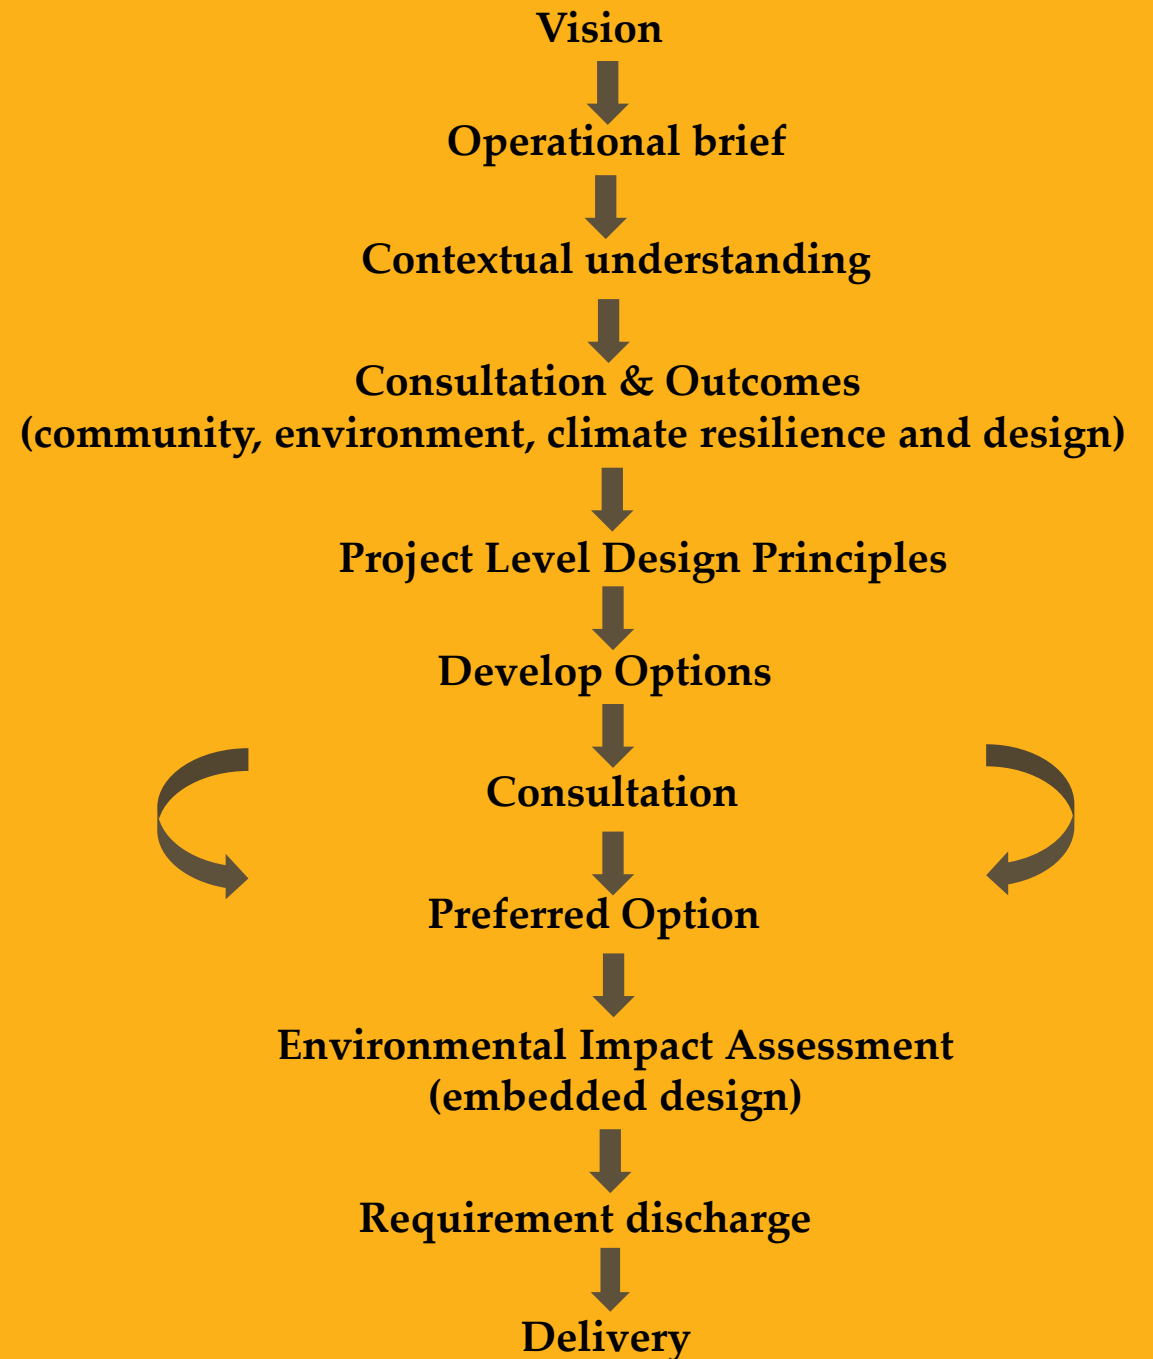 Vision
Operational brief
Contextual understanding
Consultation & Outcomes
(community, environment, climate resilience and design)
Project Level Design Principles
Develop Options
Consultation
Preferred Option
Environmental Impact Assessment
(embedded design)
Requirement discharge
Delivery